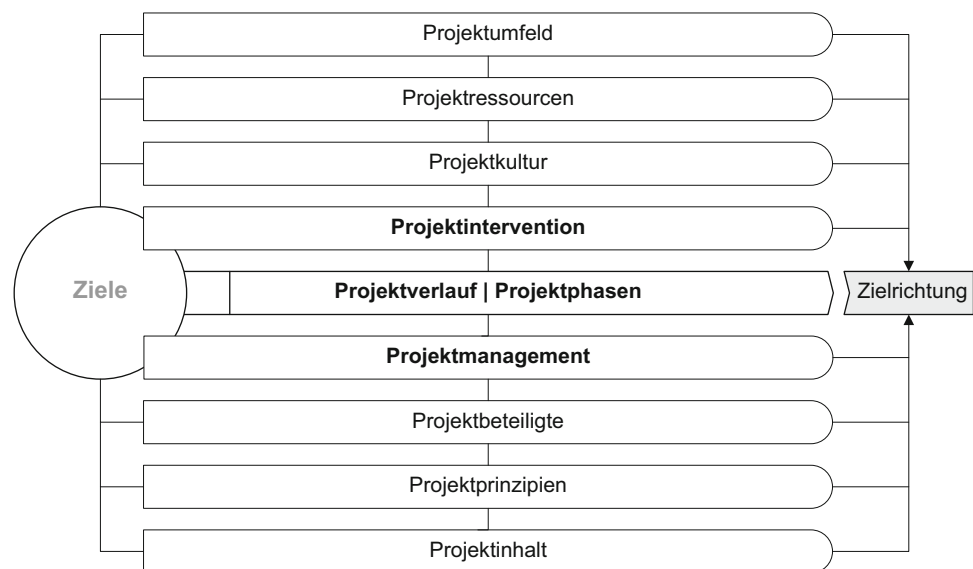 Projektumfeld
Projektressourcen
Projektkultur
Projektintervention
Ziele
Projektverlauf | Projektphasen
Zielrichtung
Projektmanagement
Projektbeteiligte
Projektprinzipien
Projektinhalt